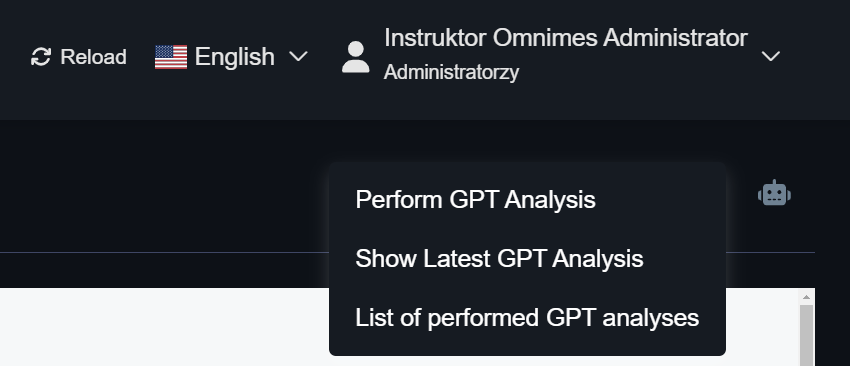 Reload
English
Instruktor Omnimes Administrator
Administratorzy
Perform GPT Analysis
Show Latest GPT Analysis
List of performed GPT analyses